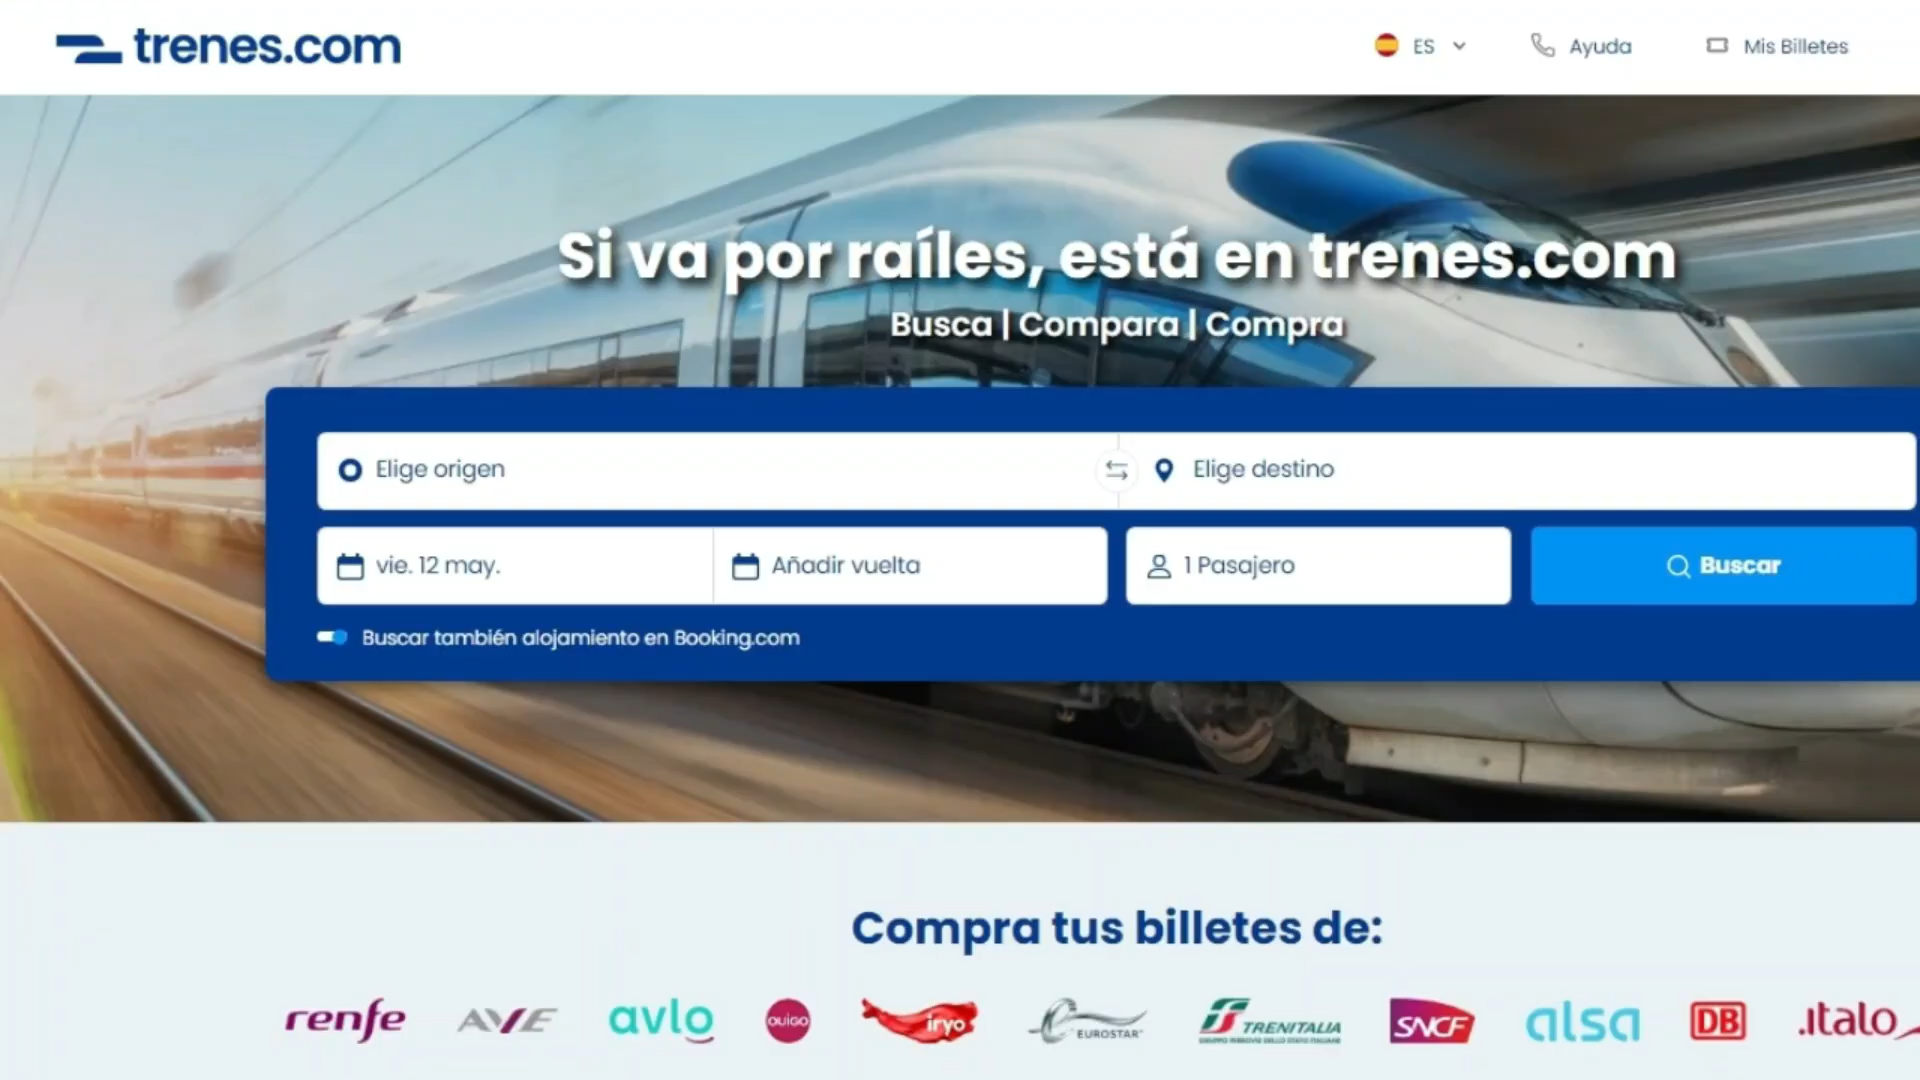 trenes.com
ES
Ayuda
Mis Billetes
Si va por raíles, está en trenes.com
Busca | Compara | Compra
Elige origen
Elige destino
vie. 12 may.
Añadir vuelta
1 Pasajero
Buscar
Buscar también alojamiento en Booking.com
Compra tus billetes de:
renfe
AVE
avlo
OUIGO
iryo
EUROSTAR
TRENITALIA
SNCF
alsa
DB
.italo